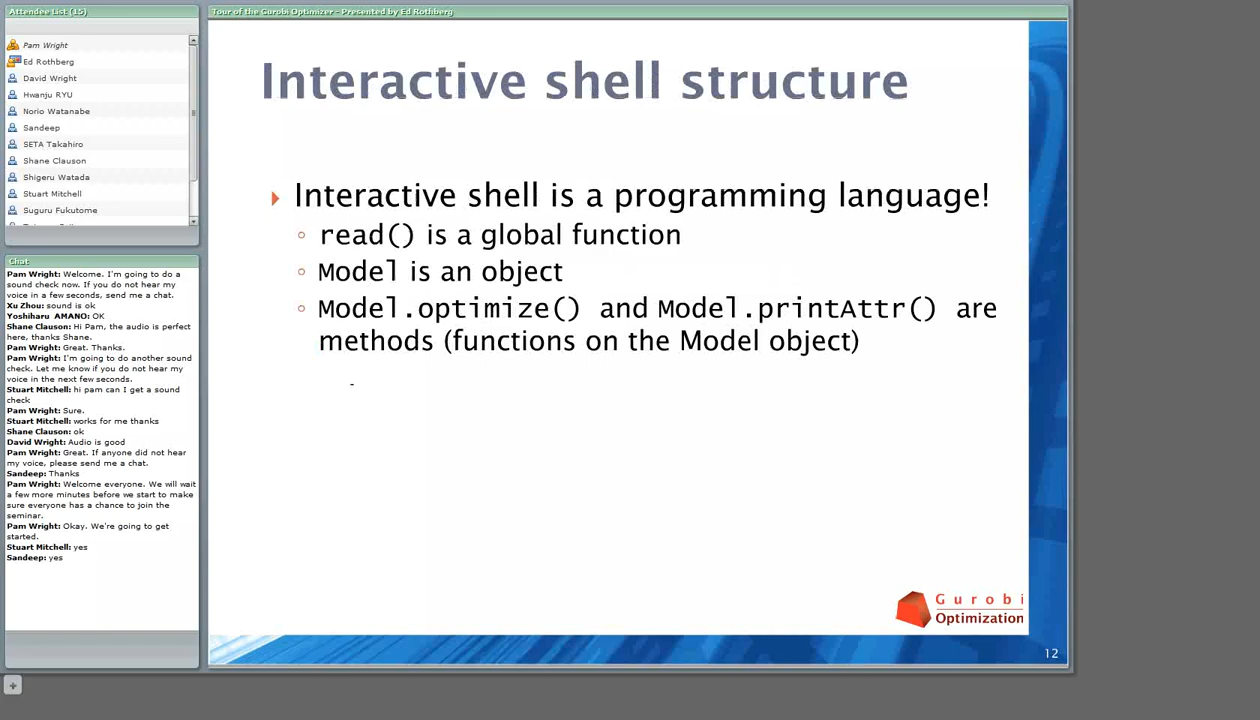 Attendee List (15)
Pam Wright
Ed Rothberg
David Wright
Hwanju RYU
Norio Watanabe
Sandeep
SETA Takahiro
Shane Clauson
Shigeru Watada
Stuart Mitchell
Suguru Fukutome
Chat
Pam Wright: Welcome. I'm going to do a
sound check now. If you do not hear my
voice in a few seconds, send me a chat.
Xu Zhou: sound is ok
Yoshiharu AMANO: OK
Shane Clauson: Hi Pam, the audio is perfect
here, thanks Shane.
Pam Wright: Great. Thanks.
Pam Wright: I'm going to do another sound
check. Let me know if you do not hear my
voice in the next few seconds.
Stuart Mitchell: hi pam can I get a sound
check
Pam Wright: Sure.
Stuart Mitchell: works for me thanks
Shane Clauson: ok
David Wright: Audio is good
Pam Wright: Great. If anyone did not hear
my voice, please send me a chat.
Sandeep: Thanks
Pam Wright: Welcome everyone. We will wait
a few more minutes before we start to make
sure everyone has a chance to join the
seminar.
Pam Wright: Okay. We're going to get
started.
Stuart Mitchell: yes
Sandeep: yes
Tour of the Gurobi Optimizer - Presented by Ed Rothberg
Interactive shell structure
Interactive shell is a programming language!
read() is a global function
Model is an object
Model.optimize() and Model.printAttr() are
methods (functions on the Model object)
-
Gurobi
Optimization
12